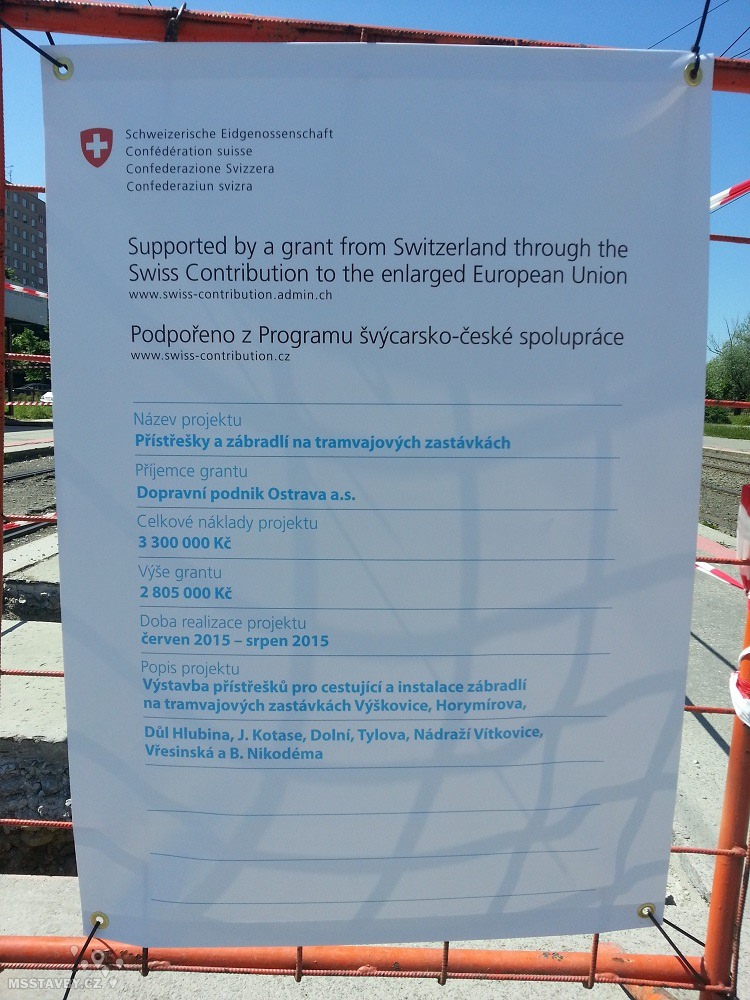 Schweizerische Eidgenossenschaft
Confédération suisse
Confederazione Svizzera
Confederaziun svizra
Supported by a grant from Switzerland through the
Swiss Contribution to the enlarged European Union
www.swiss-contribution.admin.ch
Podpořeno z Programu švýcarsko-české spolupráce
www.swiss-contribution.cz
Název projektu
Přístřešky a zábradlí na tramvajových zastávkách
Příjemce grantu
Dopravní podnik Ostrava a.s.
Celkové náklady projektu
3 300 000 Kč
Výše grantu
2 805 000 Kč
Doba realizace projektu
červen 2015 – srpen 2015
Popis projektu
Výstavba přístřešků pro cestující a instalace zábradlí
na tramvajových zastávkách Výškovice, Horymírova,
Důl Hlubina, J. Kotase, Dolní, Tylova, Nádraží Vítkovice,
Vřesinská a B. Nikodéma
MSSTAVBY.CZ